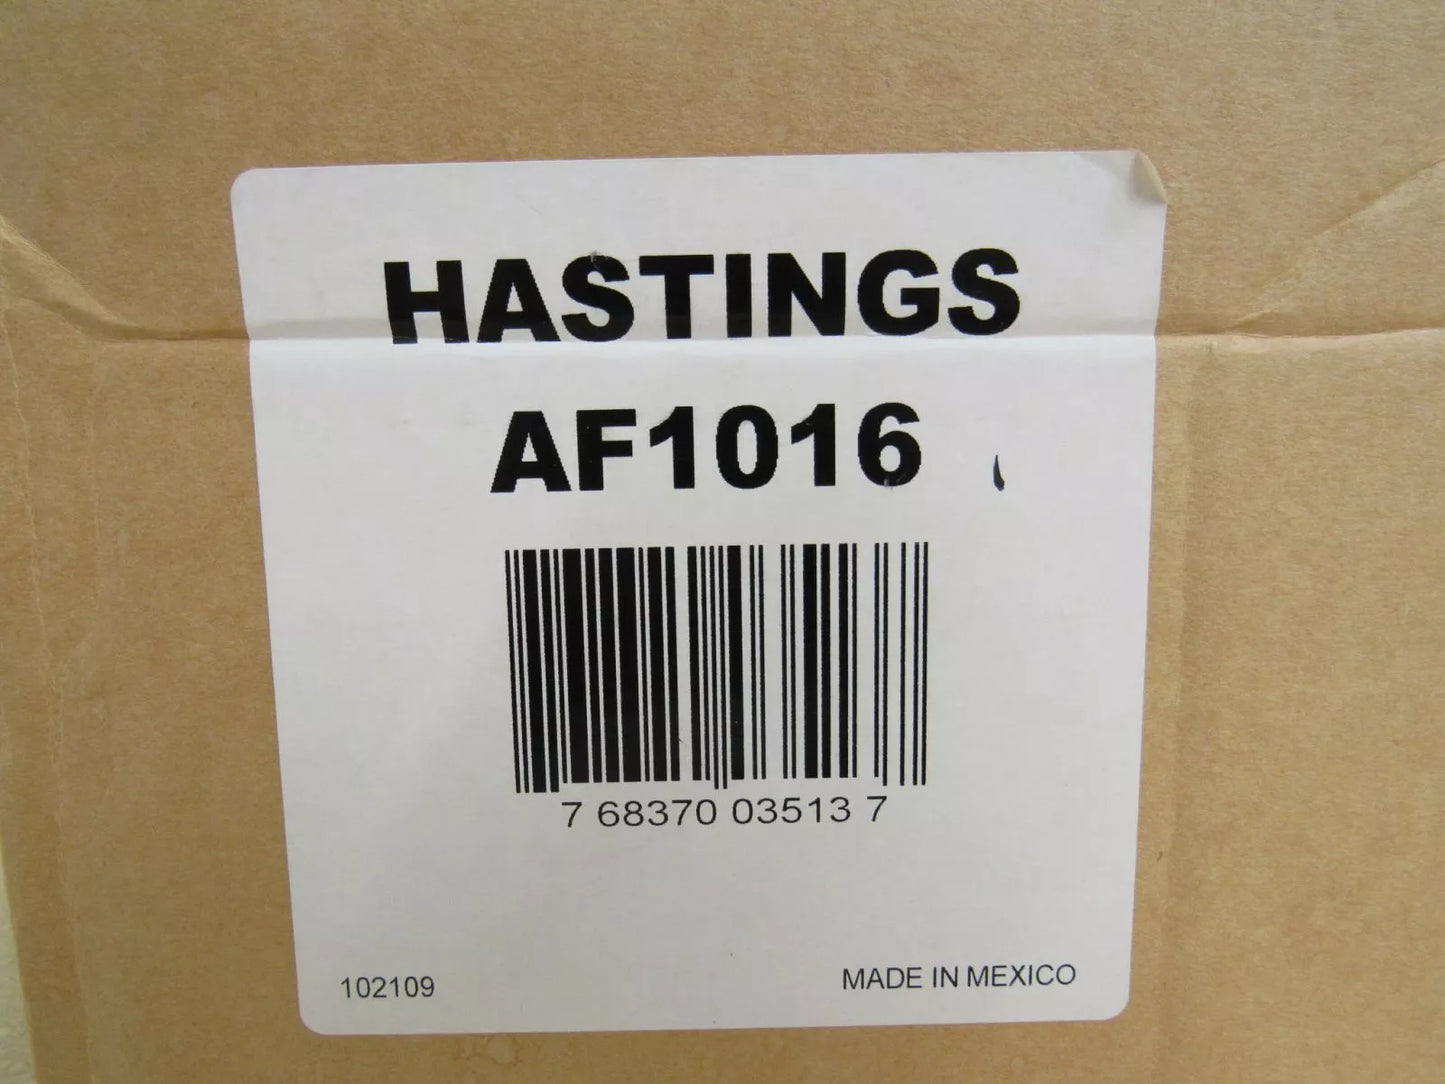 HASTINGS
AF1016
7 68370 03513 7
102109
MADE IN MEXICO